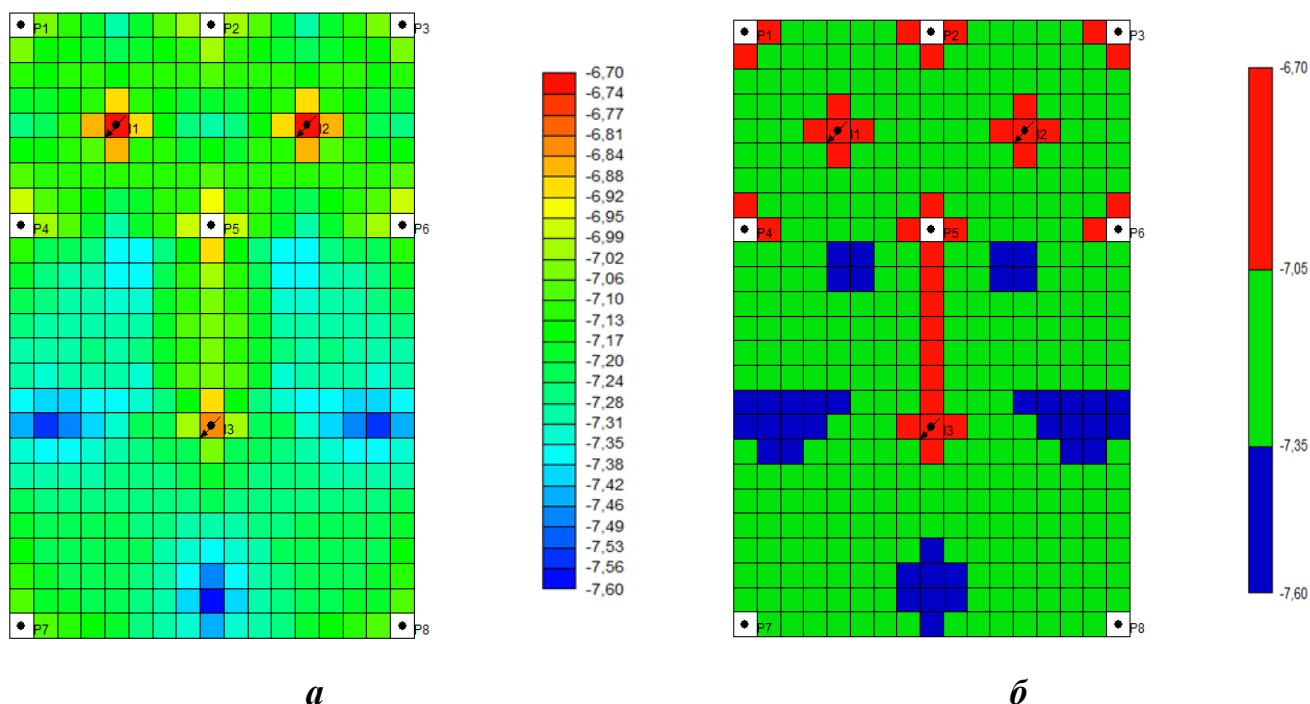 P1 P2 P3
I1 I2
P4 P5 P6
I3
P7 P8
-6,70
-6,74
-6,77
-6,81
-6,84
-6,88
-6,92
-6,95
-6,99
-7,02
-7,06
-7,10
-7,13
-7,17
-7,20
-7,24
-7,28
-7,31
-7,35
-7,38
-7,42
-7,46
-7,49
-7,53
-7,56
-7,60
а
P1 P2 P3
I1 I2
P4 P5 P6
I3
P7 P8
-6,70
-7,05
-7,35
-7,60
б